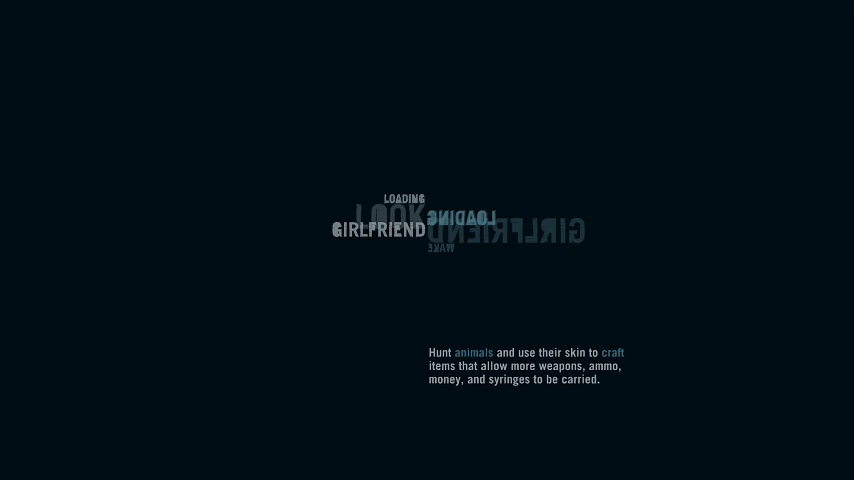 LOADING
LOOK
LOADING
GIRLFRIEND
GIRLFRIEND
MAKE
Hunt animals and use their skin to craft
items that allow more weapons, ammo,
money, and syringes to be carried.